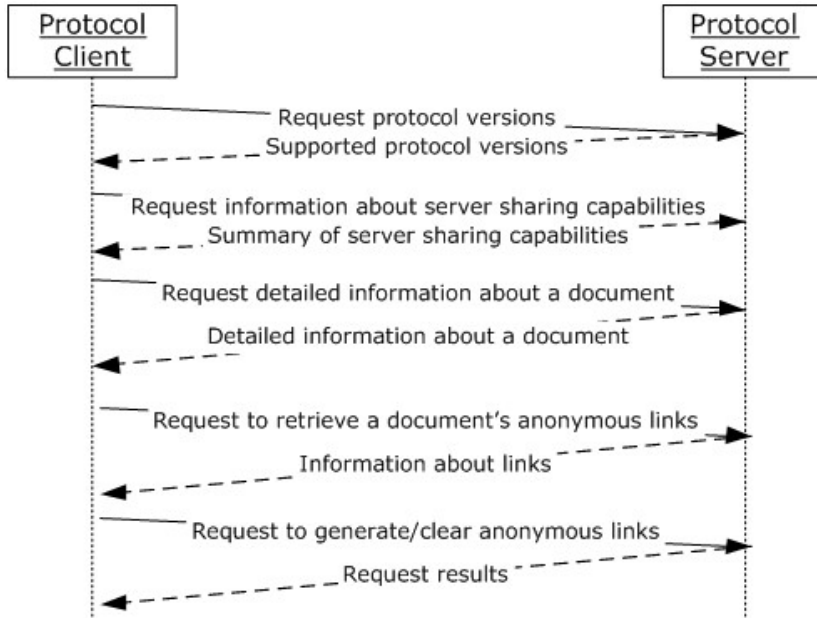 Protocol
Client
Protocol
Server
Request protocol versions
Supported protocol versions
Request information about server sharing capabilities
Summary of server sharing capabilities
Request detailed information about a document
Detailed information about a document
Request to retrieve a document's anonymous links
Information about links
Request to generate/clear anonymous links
Request results